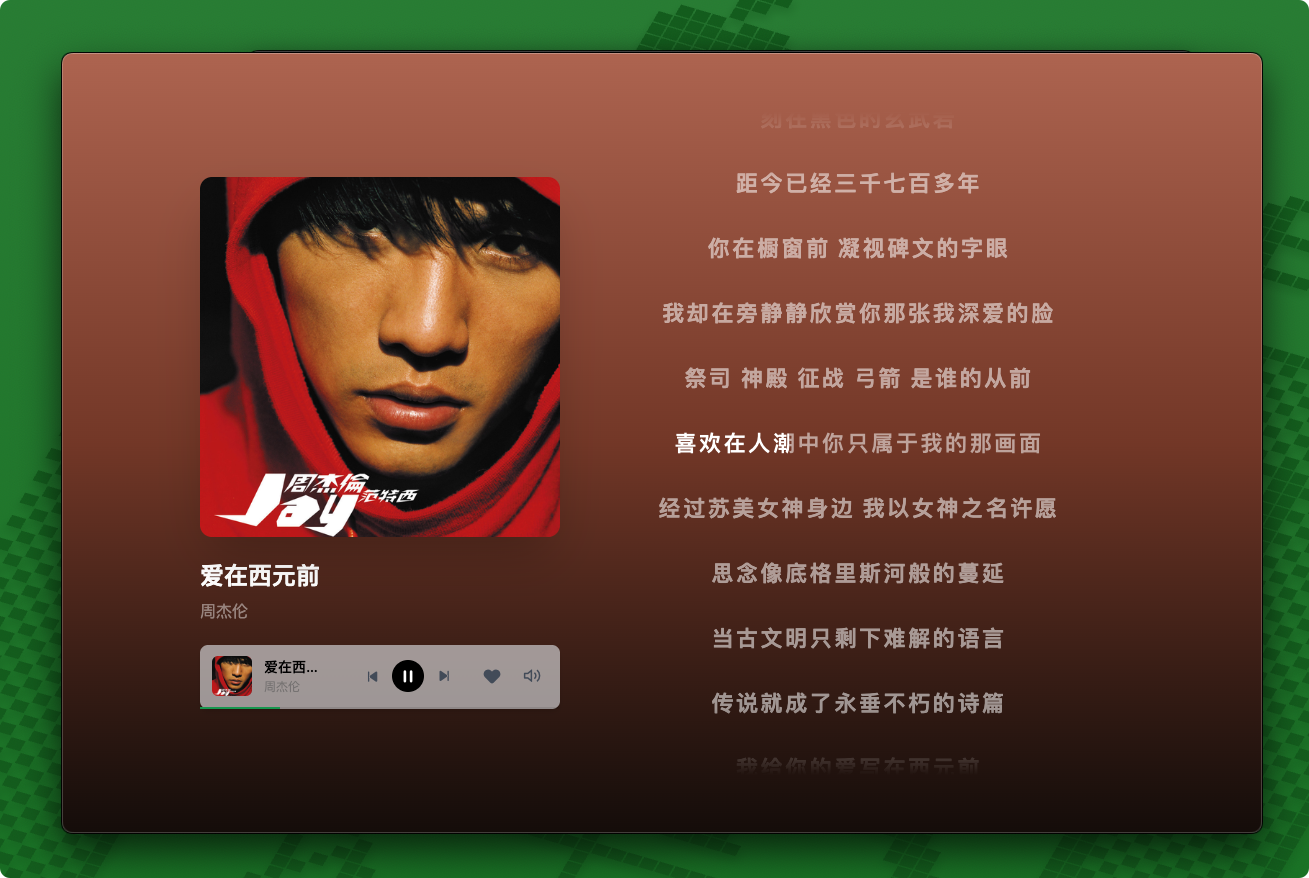 周杰倫
范特西
Jay
爱在西元前
周杰伦
爱在西...
周杰伦
刻在黑色的玄武岩
距今已经三千七百多年
你在橱窗前 凝视碑文的字眼
我却在旁静静欣赏你那张我深爱的脸
祭司 神殿 征战 弓箭 是谁的从前
喜欢在人潮中你只属于我的那画面
经过苏美女神身边 我以女神之名许愿
思念像底格里斯河般的蔓延
当古文明只剩下难解的语言
传说就成了永垂不朽的诗篇
我给你的爱写在西元前